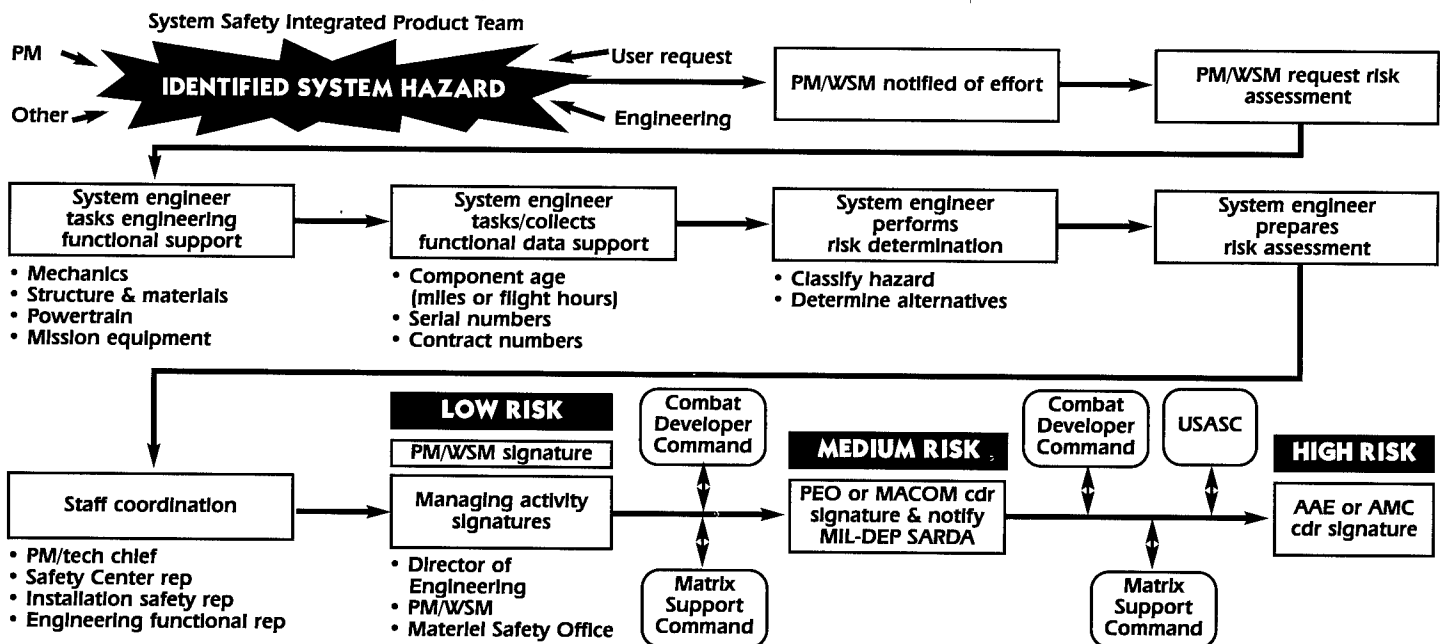 System Safety Integrated Product Team
PM
User request
IDENTIFIED SYSTEM HAZARD
Other
Engineering
PM/WSM notified of effort
PM/WSM request risk
assessment
System engineer
tasks engineering
functional support
• Mechanics
• Structure & materials
• Powertrain
• Mission equipment
System engineer
tasks/collects
functional data support
• Component age
(miles or flight hours)
• Serial numbers
• Contract numbers
System engineer
performs
risk determination
• Classify hazard
• Determine alternatives
System engineer
prepares
risk assessment
Staff coordination
• PM/tech chief
• Safety Center rep
• Installation safety rep
• Engineering functional rep
LOW RISK
PM/WSM signature
Managing activity
signatures
• Director of
Engineering
• PM/WSM
• Materiel Safety Office
Combat
Developer
Command
Matrix
Support
Command
MEDIUM RISK
PEO or MACOM cdr
signature & notify
MIL-DEP SARDA
Combat
Developer
Command
USASC
Matrix
Support
Command
HIGH RISK
AAE or AMC
cdr signature